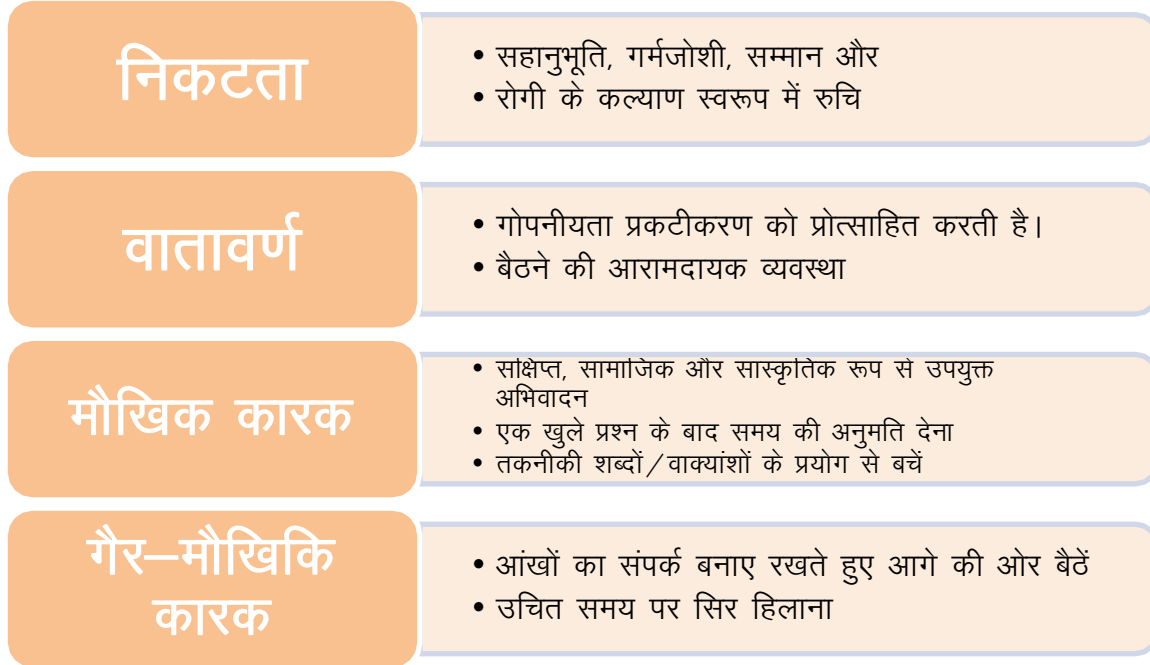 निकटता
• सहानुभूति, गर्मजोशी, सम्मान और
• रोगी के कल्याण स्वरूप में रुचि
वातावर्ण
• गोपनीयता प्रकटीकरण को प्रोत्साहित करती है।
• बैठने की आरामदायक व्यवस्था
मौखिक कारक
• संक्षिप्त, सामाजिक और सांस्कृतिक रूप से उपयुक्त
अभिवादन
• एक खुले प्रश्न के बाद समय की अनुमति देना
• तकनीकी शब्दों/वाक्यांशों के प्रयोग से बचें
गैर–मौखिकि
कारक
• आंखों का संपर्क बनाए रखते हुए आगे की ओर बैठें
• उचित समय पर सिर हिलाना